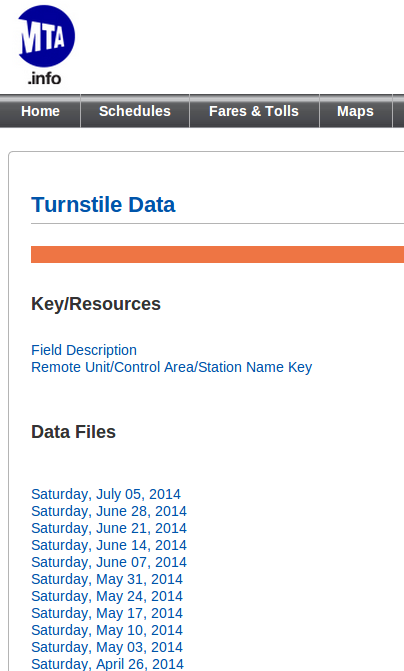 MTA
.info
Home Schedules Fares & Tolls Maps
Turnstile Data
Key/Resources
Field Description
Remote Unit/Control Area/Station Name Key
Data Files
Saturday, July 05, 2014
Saturday, June 28, 2014
Saturday, June 21, 2014
Saturday, June 14, 2014
Saturday, June 07, 2014
Saturday, May 31, 2014
Saturday, May 24, 2014
Saturday, May 17, 2014
Saturday, May 10, 2014
Saturday, May 03, 2014
Saturday, April 26, 2014